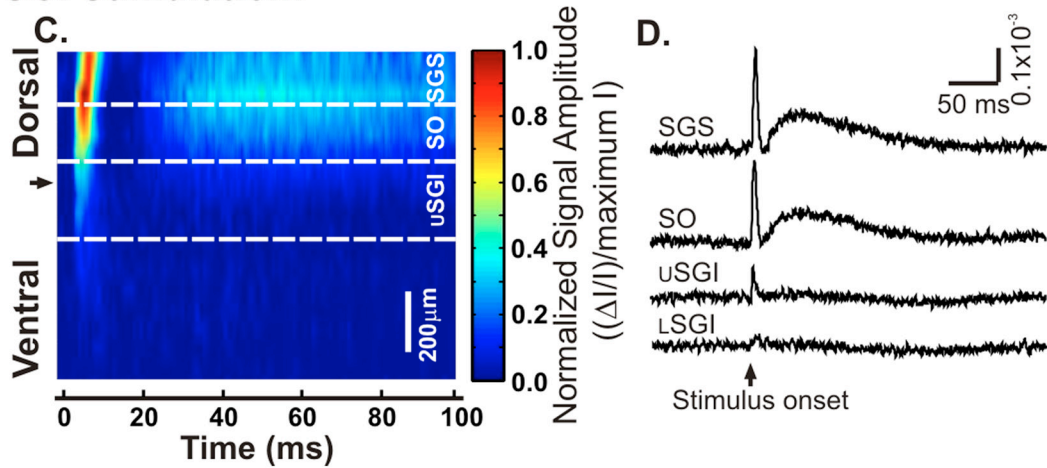 C.
Dorsal
Ventral
SGS
SO
uSGI
200µm
0 20 40 60 80 100
Time (ms)
1.0
0.8
0.6
0.4
0.2
0.0
Normalized Signal Amplitude
((ΔI/I)/maximum I)
D.
50 ms
0.1x10-3
SGS
SO
uSGI
LSGI
Stimulus onset